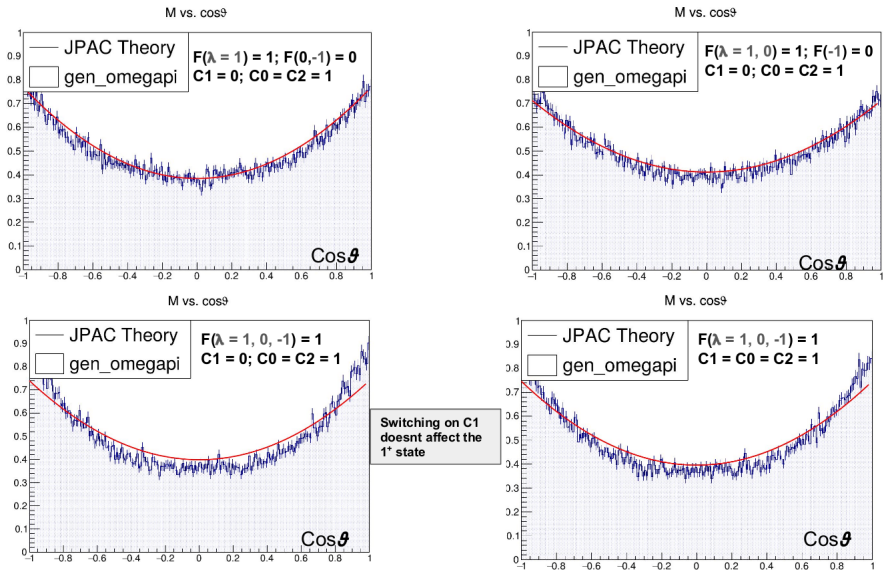 M vs. cosϑ
JPAC Theory
gen_omegapi
F(λ = 1) = 1; F(0,-1) = 0
C1 = 0; C0 = C2 = 1
1
0.9
0.8
0.7
0.6
0.5
0.4
0.3
0.2
0.1
0
−1 −0.8 −0.6 −0.4 −0.2 0 0.2 0.4 0.6 0.8 1
Cosϑ
M vs. cosϑ
JPAC Theory
gen_omegapi
F(λ = 1, 0) = 1; F(-1) = 0
C1 = 0; C0 = C2 = 1
1
0.9
0.8
0.7
0.6
0.5
0.4
0.3
0.2
0.1
0
−1 −0.8 −0.6 −0.4 −0.2 0 0.2 0.4 0.6 0.8 1
Cosϑ
M vs. cosϑ
JPAC Theory
gen_omegapi
F(λ = 1, 0, -1) = 1
C1 = 0; C0 = C2 = 1
1
0.9
0.8
0.7
0.6
0.5
0.4
0.3
0.2
0.1
0
−1 −0.8 −0.6 −0.4 −0.2 0 0.2 0.4 0.6 0.8 1
Cosϑ
Switching on C1
doesnt affect the
1⁺ state
M vs. cosϑ
JPAC Theory
gen_omegapi
F(λ = 1, 0, -1) = 1
C1 = C0 = C2 = 1
1
0.9
0.8
0.7
0.6
0.5
0.4
0.3
0.2
0.1
0
−1 −0.8 −0.6 −0.4 −0.2 0 0.2 0.4 0.6 0.8 1
Cosϑ